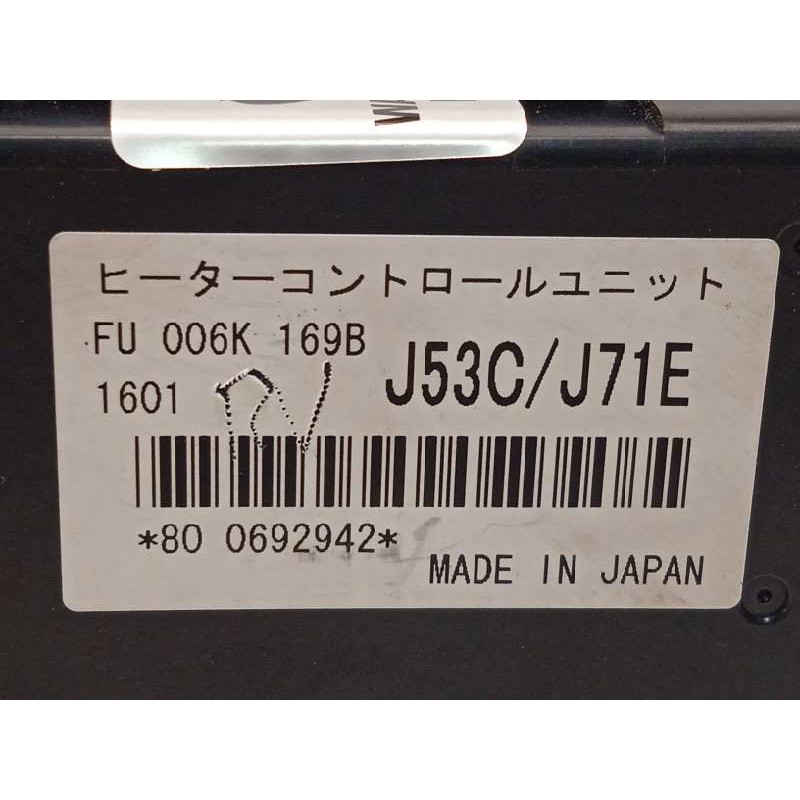 ヒーターコントロールユニット
FU 006K 169B
1601
J53C/J71E
*80 0692942*
MADE IN JAPAN